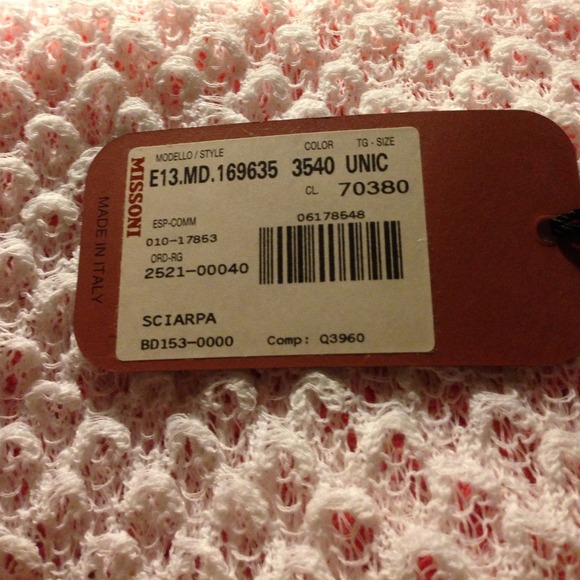 MISSONI
MODELLO / STYLE COLOR TG - SIZE
E13.MD.169635 3540 UNIC
CL. 70380
ESP-COMM 06178548
010-17853
ORD-RG
2521-00040
SCIARPA
BD153-0000 Comp: Q3960
MADE IN ITALY